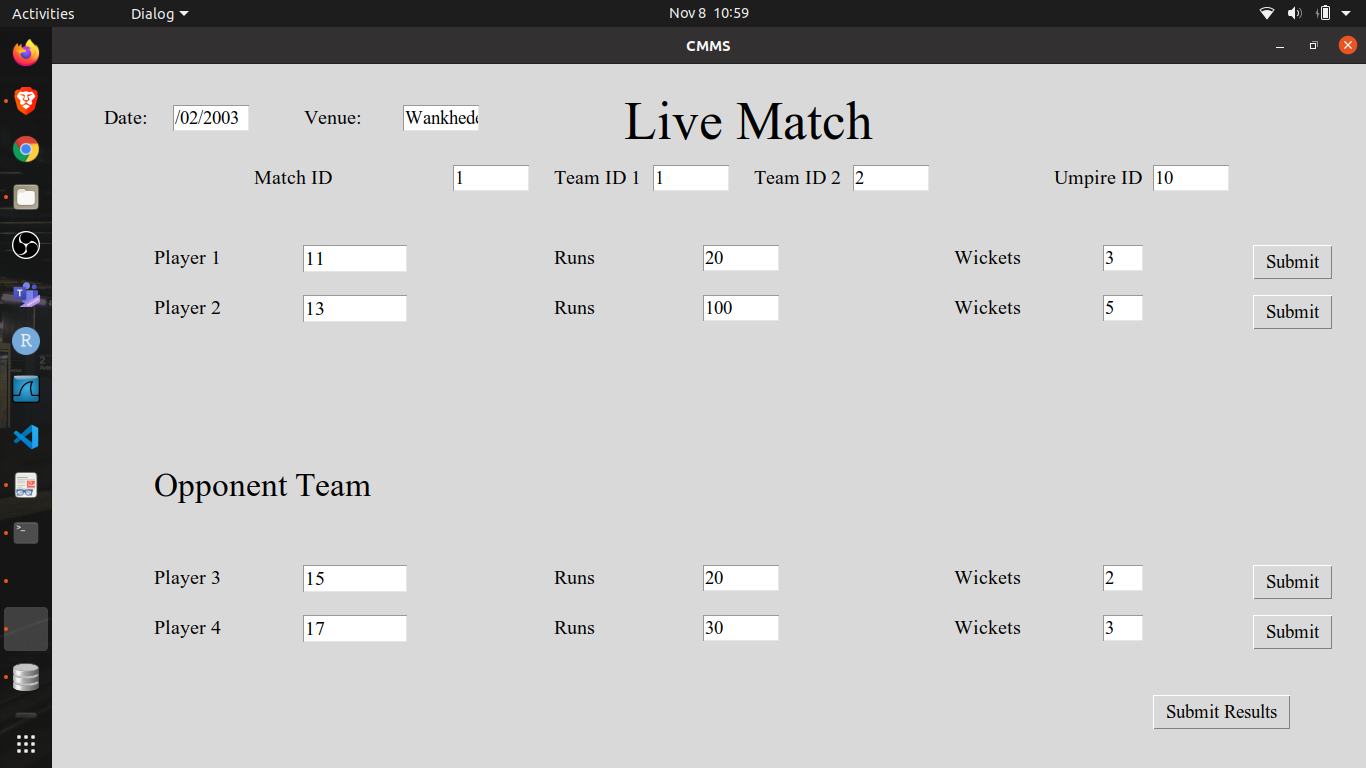 Activities Dialog Nov 8 10:59
CMMS
Live Match
Date: /02/2003 Venue: Wankhede
Match ID 1 Team ID 1 1 Team ID 2 2 Umpire ID 10
Player 1 11 Runs 20 Wickets 3 Submit
Player 2 13 Runs 100 Wickets 5 Submit
Opponent Team
Player 3 15 Runs 20 Wickets 2 Submit
Player 4 17 Runs 30 Wickets 3 Submit
Submit Results